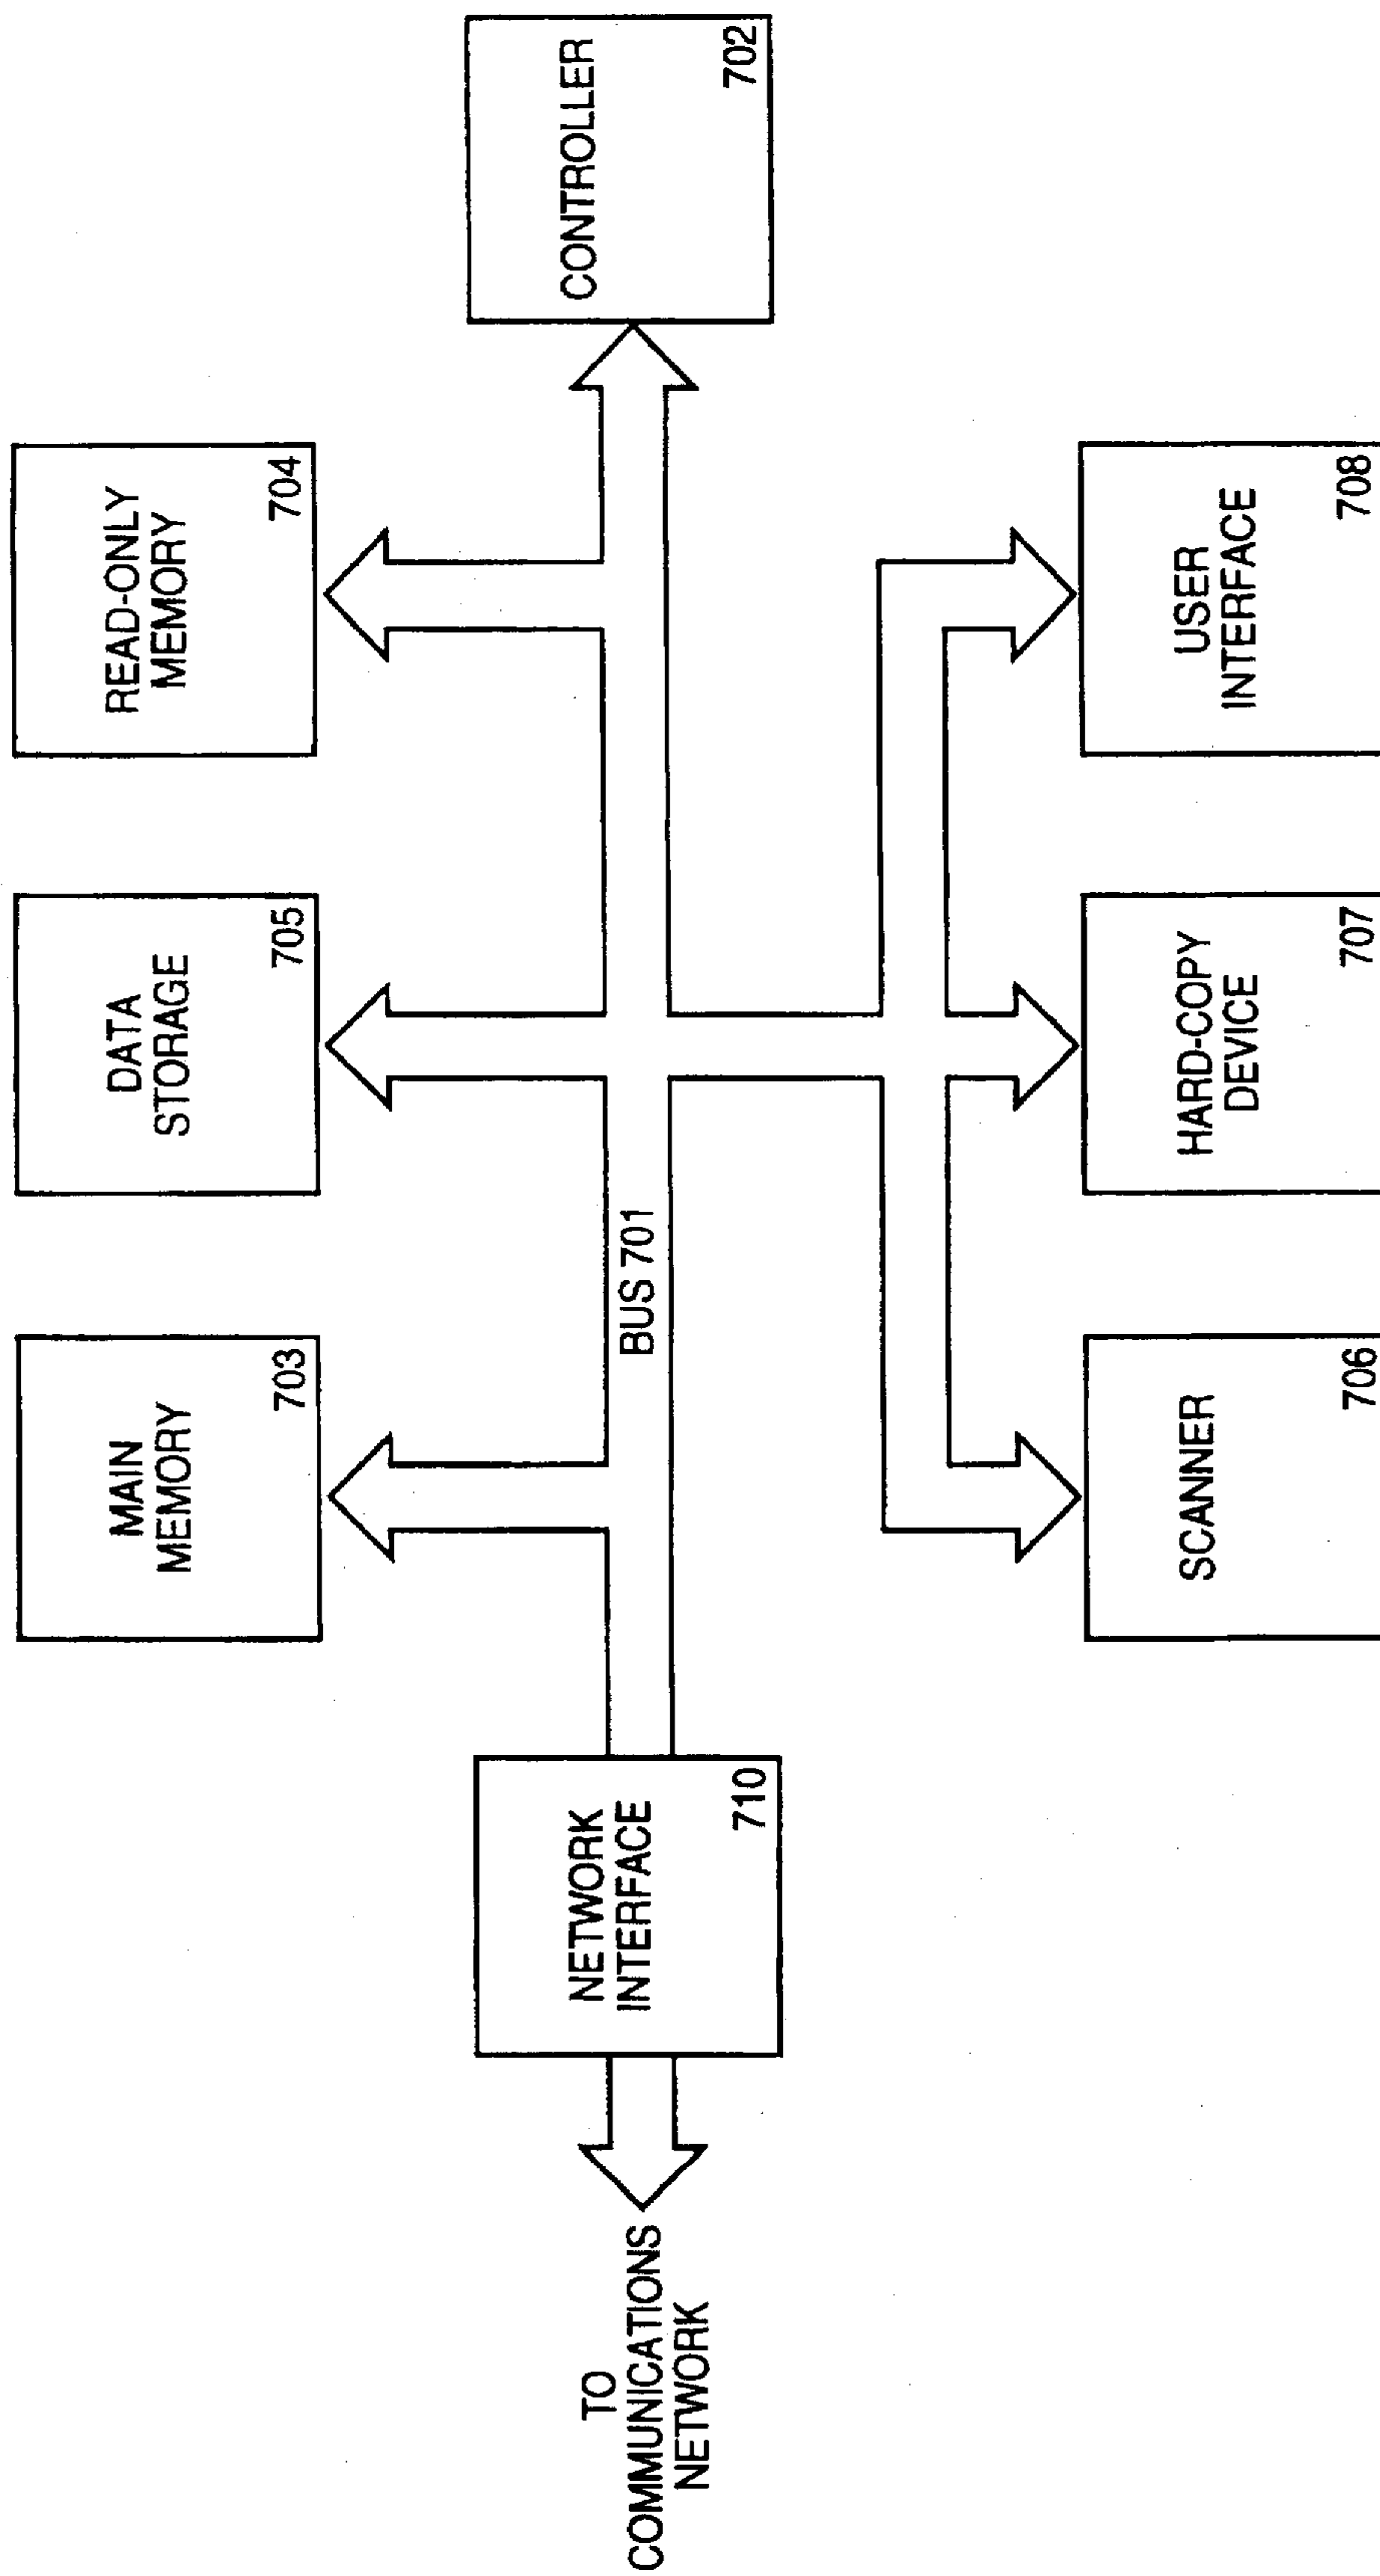 MAIN
MEMORY
703
DATA
STORAGE
705
READ-ONLY
MEMORY
704
TO
COMMUNICATIONS
NETWORK
NETWORK
INTERFACE
710
BUS 701
CONTROLLER
702
SCANNER
706
HARD-COPY
DEVICE
707
USER
INTERFACE
708